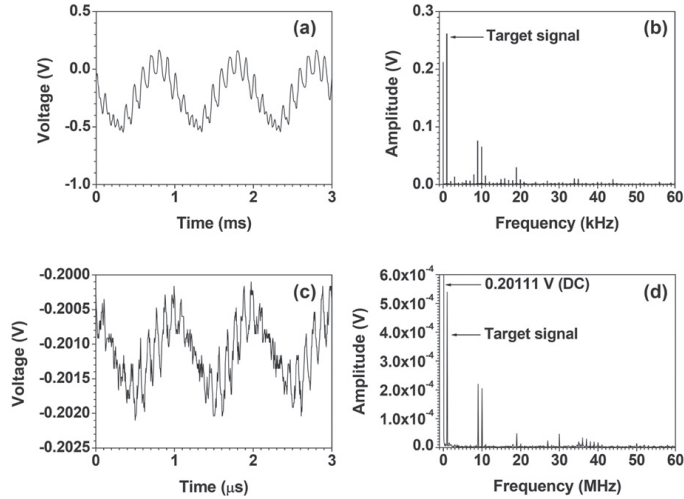 (a)
Voltage (V)
0.5
0.0
-0.5
-1.0
0 1 2 3
Time (ms)
(b)
Target signal
Amplitude (V)
0.3
0.2
0.1
0.0
0 10 20 30 40 50 60
Frequency (kHz)
(c)
Voltage (V)
-0.2000
-0.2005
-0.2010
-0.2015
-0.2020
-0.2025
0 1 2 3
Time (μs)
(d)
0.20111 V (DC)
Target signal
Amplitude (V)
6.0x10⁻⁴
5.0x10⁻⁴
4.0x10⁻⁴
3.0x10⁻⁴
2.0x10⁻⁴
1.0x10⁻⁴
0.0
0 10 20 30 40 50 60
Frequency (MHz)